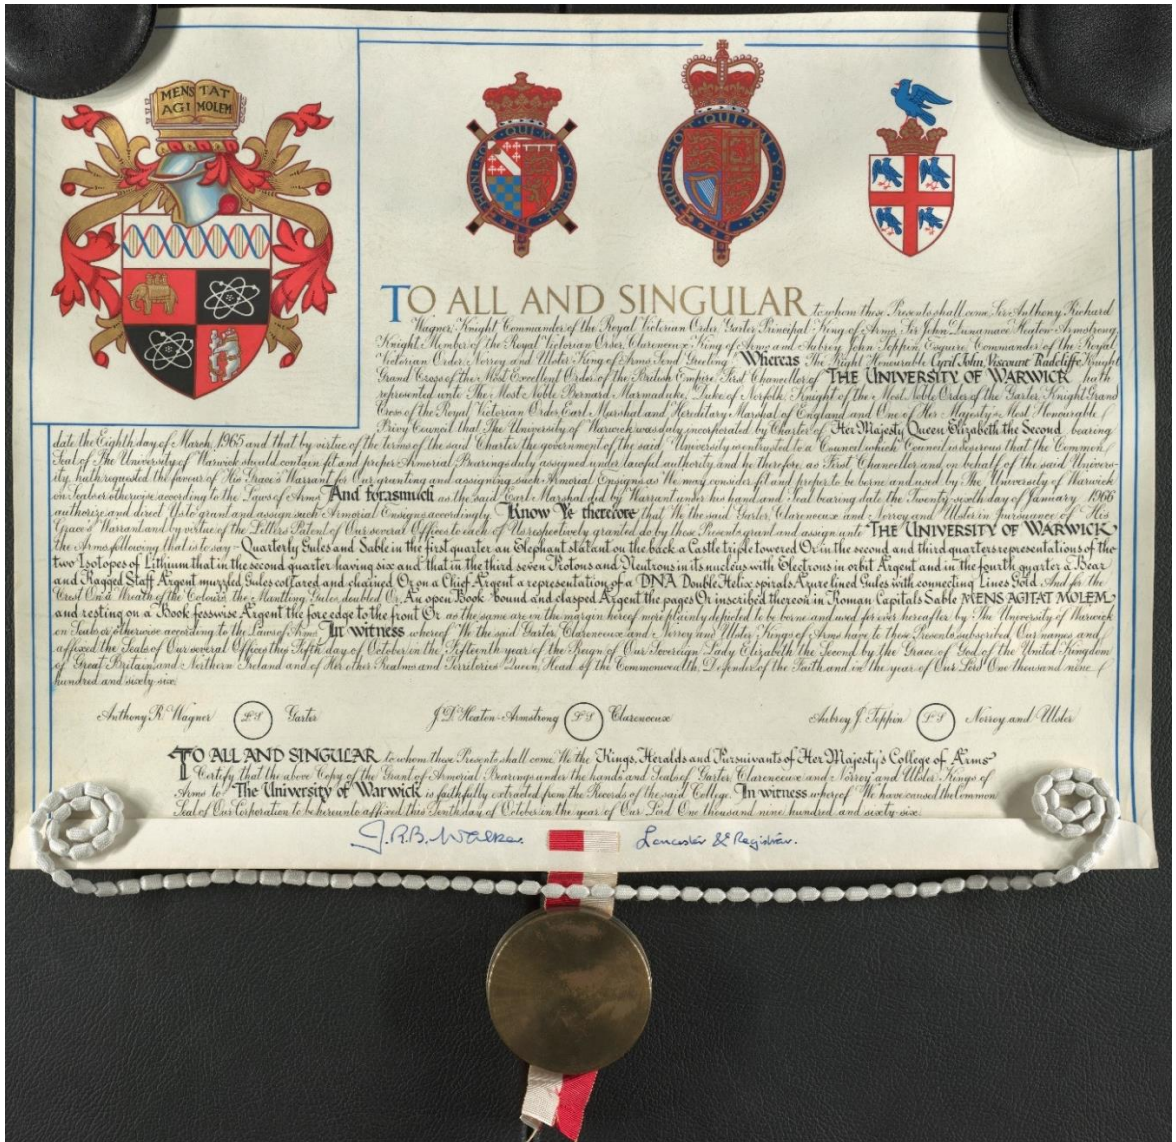 MENS TAT
AGI MOLEM
HONI SOIT QUI MAL Y PENSE
HONI SOIT QUI MAL Y PENSE
TO ALL AND SINGULAR to whom these Presents shall come Sir Anthony Richard
Wagner, Knight Commander of the Royal Victorian Order, Garter Principal King of Arms Sir John Dunamace Heaton-Armstrong,
Knight Member of the Royal Victorian Order, Clarenceux King of Arms and Aubrey John Toppin, Esquire, Commander of the Royal
Victorian Order, Norroy and Ulster King of Arms Send Greeting Whereas The Right Honourable Cyril John, Viscount Radcliffe, Knight
Grand Cross of the Most Excellent Order of the British Empire, First Chancellor of THE UNIVERSITY OF WARWICK hath
represented unto The Most Noble Bernard Marmaduke, Duke of Norfolk, Knight of the Most Noble Order of the Garter, Knight Grand
Cross of the Royal Victorian Order, Earl Marshal and Hereditary Marshal of England and One of Her Majesty's Most Honourable
Privy Council that The University of Warwick was duly incorporated by Charter of Her Majesty Queen Elizabeth the Second bearing
date the Eighth day of March, 1965 and that by virtue of the terms of the said Charter the government of the said University is entrusted to a Council which Council is desirous that the Common
Seal of The University of Warwick should contain fit and proper Armorial Bearings duly assigned under lawful authority and he therefore, as First Chancellor and on behalf of the said Univers-
ity, hath requested the favour of His Grace's Warrant for Our granting and assigning such Armorial Ensigns as We may consider fit and proper to be borne and used by The University of Warwick
on Seals or otherwise according to the Laws of Arms And forasmuch as the said Earl Marshal did by Warrant under his hand and Seal bearing date the Twenty sixth day of January 1966
authorize and direct Us to grant and assign such Armorial Ensigns accordingly Know Ye therefore that We the said Garter, Clarenceux and Norroy and Ulster in pursuance of His
Grace's Warrant and by virtue of the Letters Patent of Our several Offices to each of Us respectively granted do by these Presents grant and assign unto THE UNIVERSITY OF WARWICK
the Arms following that is to say:- Quarterly Gules and Sable in the first quarter an Elephant statant on the back a Castle triple towered Or in the second and third quarters representations of the
two Isotopes of Lithium that in the second quarter having six and that in the third seven Protons and Neutrons in its nucleus with Electrons in orbit Argent and in the fourth quarter a Bear
and Ragged Staff Argent muzzled Gules collared and chained Or on a Chief Argent a representation of a DNA Double Helix spirals Azure lined Gules with connecting Lines Gold And for the
Crest On a Wreath of the Colours the Mantling Gules doubled Or An open Book bound and clasped Argent the pages Or inscribed thereon in Roman Capitals Sable MENS AGITAT MOLEM
and resting on a Book fesswise Argent the fore edge to the front Or as the same are in the margin hereof more plainly depicted to be borne and used for ever hereafter by The University of Warwick
on Seals or otherwise according to the Laws of Arms In witness whereof We the said Garter, Clarenceux and Norroy and Ulster Kings of Arms have to these Presents subscribed Our names and
affixed the Seals of Our several Offices this Fifth day of October in the Fifteenth year of the Reign of Our Sovereign Lady Elizabeth the Second by the Grace of God of the United Kingdom
of Great Britain and Northern Ireland and of Her other Realms and Territories Queen, Head of the Commonwealth, Defender of the Faith and in the year of Our Lord One thousand nine
hundred and sixty-six.
Anthony R. Wagner LS Garter J.D. Heaton-Armstrong LS Clarenceux Aubrey J. Toppin LS Norroy and Ulster
TO ALL AND SINGULAR to whom these Presents shall come We the Kings, Heralds and Pursuivants of Her Majesty's College of Arms
Certify that the above Copy of the Grant of Armorial Bearings under the hands and Seals of Garter, Clarenceux and Norroy and Ulster Kings of
Arms to The University of Warwick is faithfully extracted from the Records of the said College In witness whereof We have caused the Common
Seal of Our Corporation to be hereunto affixed this Tenth day of October in the year of Our Lord One thousand nine hundred and sixty-six.
J.R.B. Walker. Lancaster & Registrar.